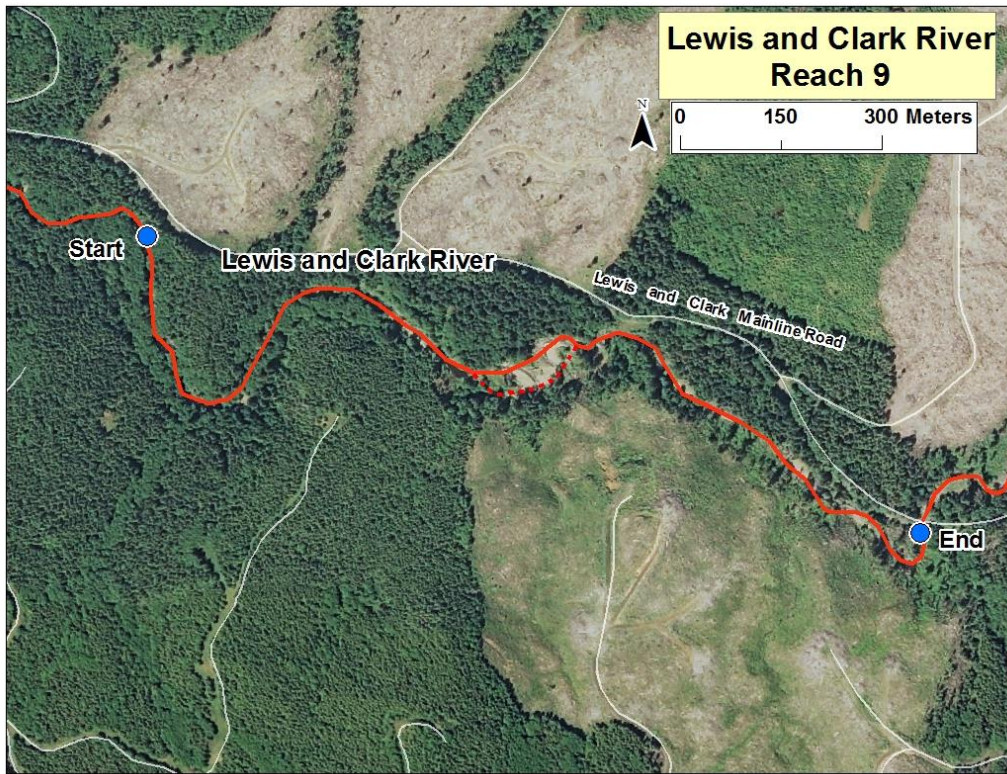 Lewis and Clark River
Reach 9
N
0 150 300 Meters
Start
Lewis and Clark River
Lewis and Clark Mainline Road
End